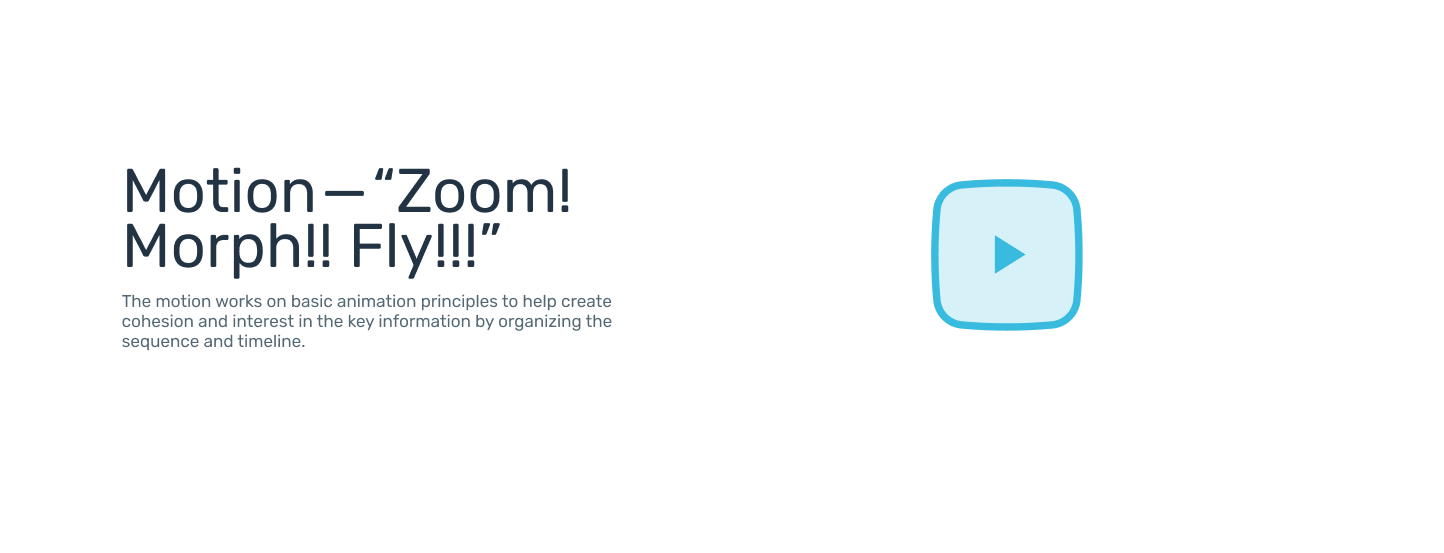 Motion — “Zoom!
Morph!! Fly!!!”
The motion works on basic animation principles to help create
cohesion and interest in the key information by organizing the
sequence and timeline.